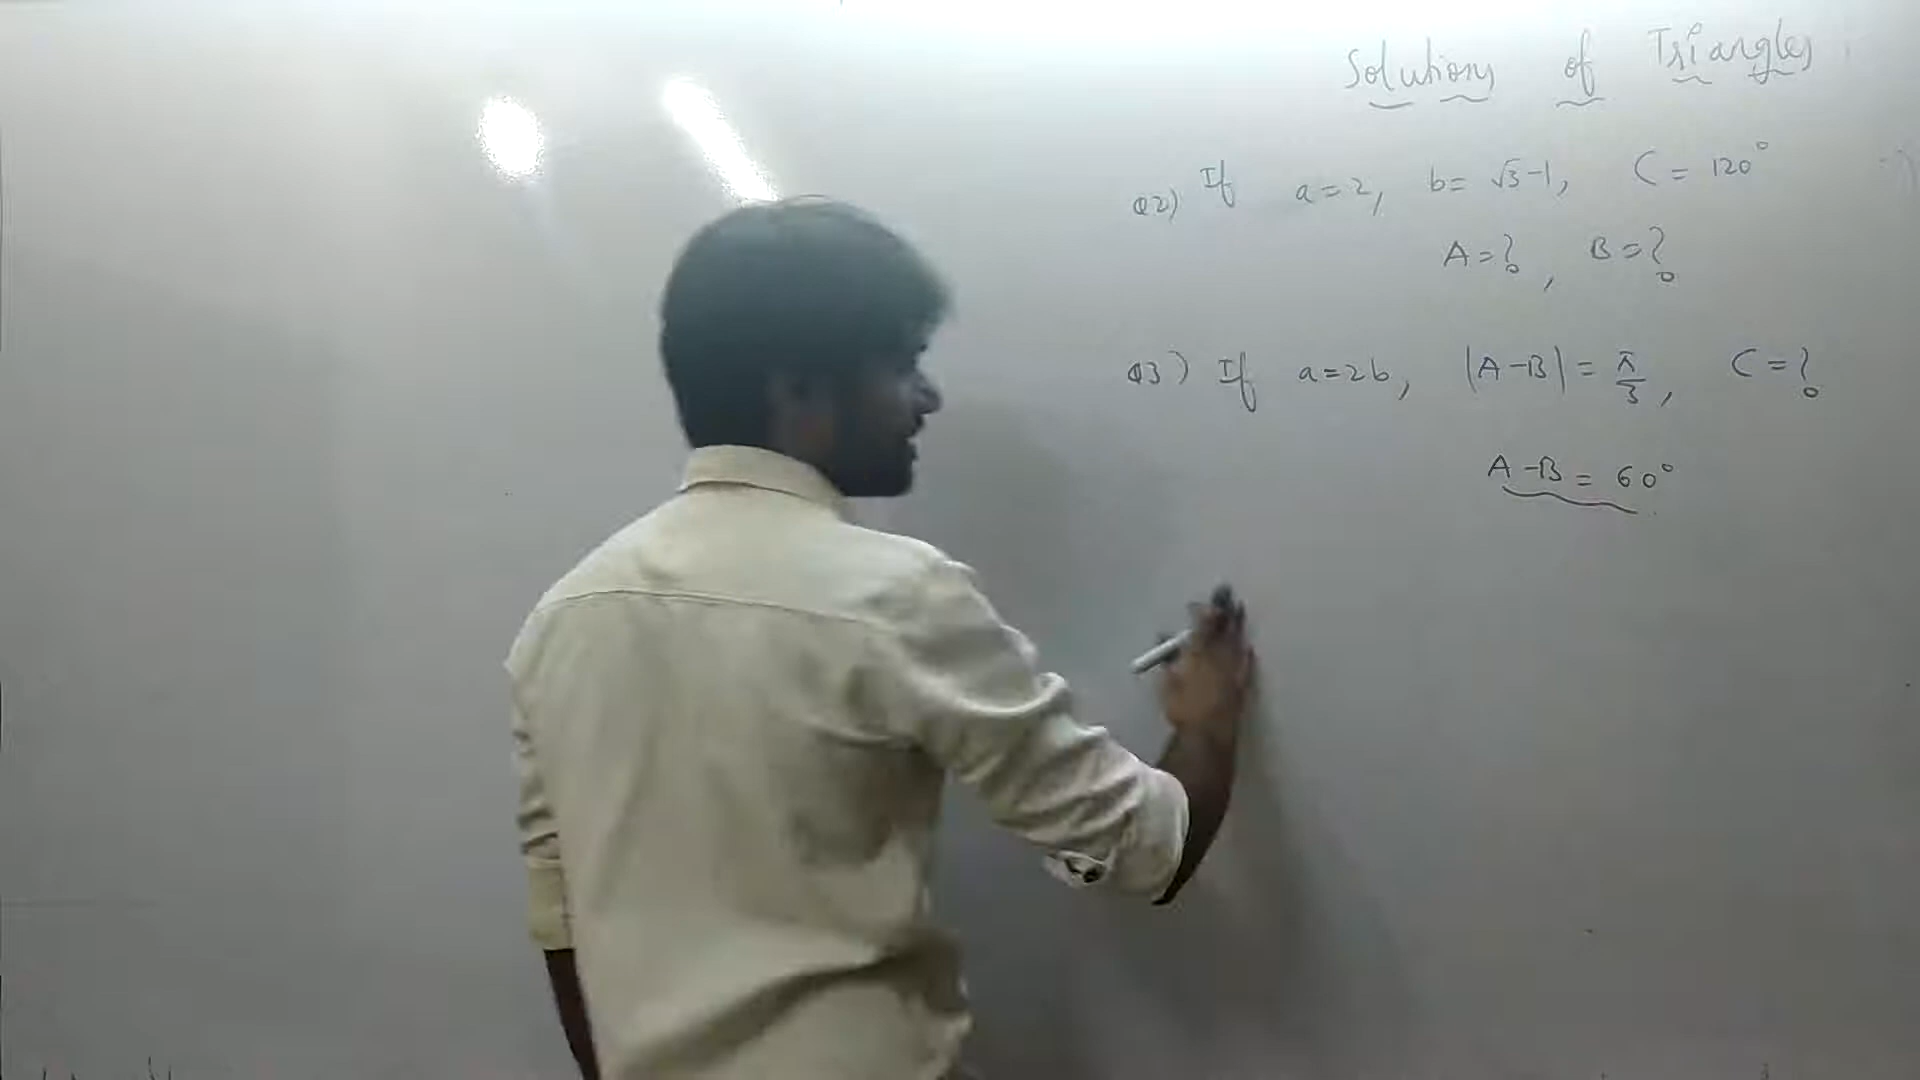 Solutions of Triangles
Q2) If a=2, b= √3-1, C= 120°
A=?, B=?
Q3) If a=2b, |A-B|= π/3, C=?
A-B = 60°